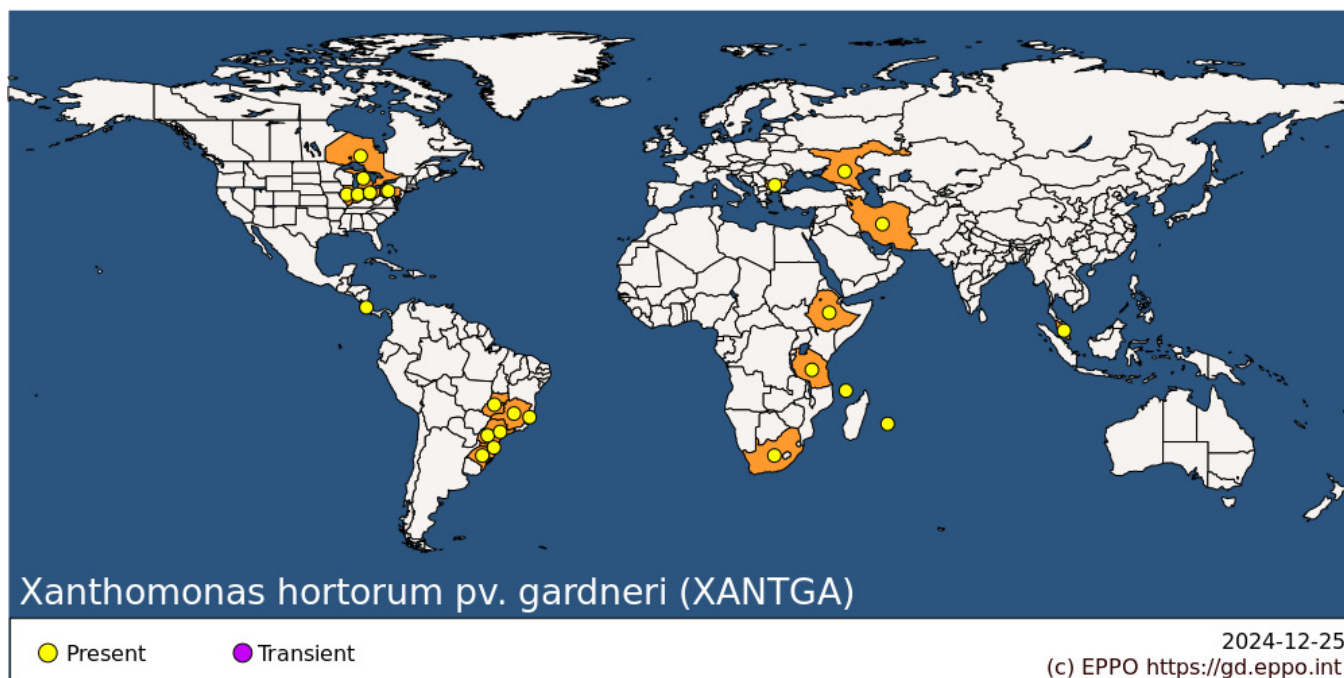 Xanthomonas hortorum pv. gardneri (XANTGA)
Present
Transient
2024-12-25
(c) EPPO https://gd.eppo.int